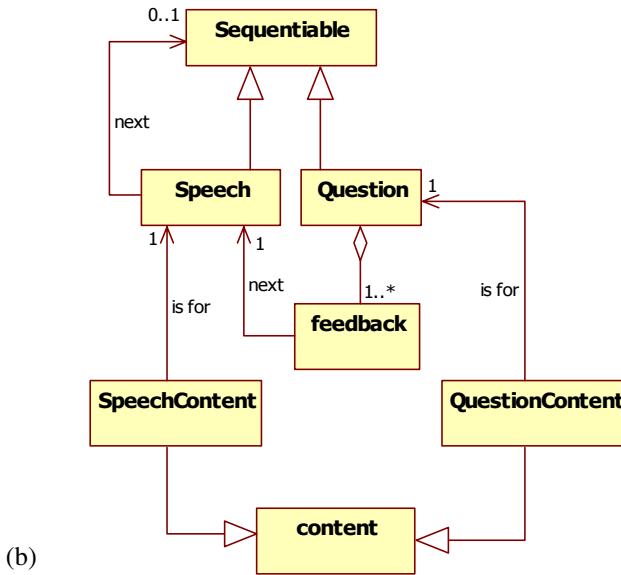 0..1
Sequentiable
next
Speech
Question
1
1
1
next
1..*
is for
feedback
is for
SpeechContent
QuestionContent
content
(b)